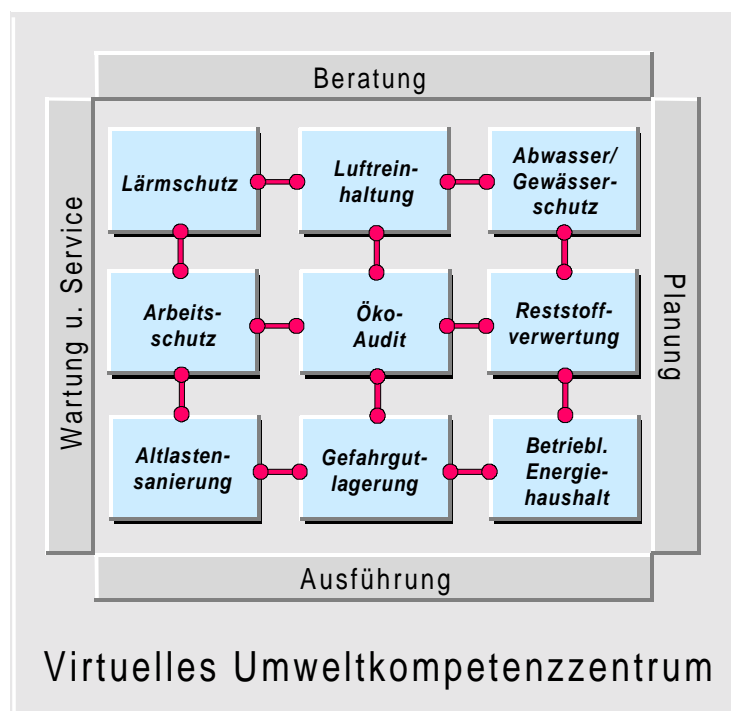 Beratung
Wartung u. Service
Lärmschutz
Luftrein-
haltung
Abwasser/
Gewässer-
schutz
Arbeits-
schutz
Öko-
Audit
Reststoff-
verwertung
Altlasten-
sanierung
Gefahrgut-
lagerung
Betriebl.
Energie-
haushalt
Planung
Ausführung
Virtuelles Umweltkompetenzzentrum